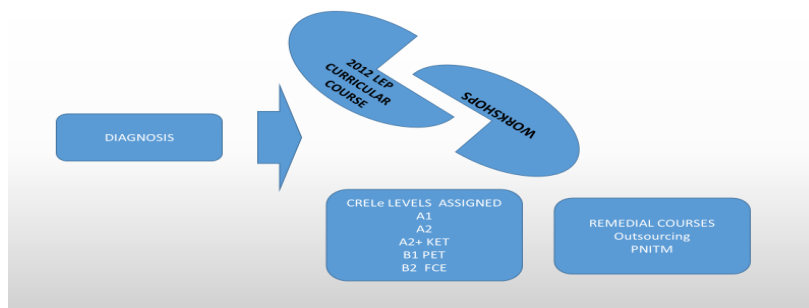 2012 LEP
CURRICULAR
COURSE
WORKSHOPS
DIAGNOSIS
CRELe LEVELS ASSIGNED
A1
A2
A2+ KET
B1 PET
B2 FCE
REMEDIAL COURSES
Outsourcing
PNITM